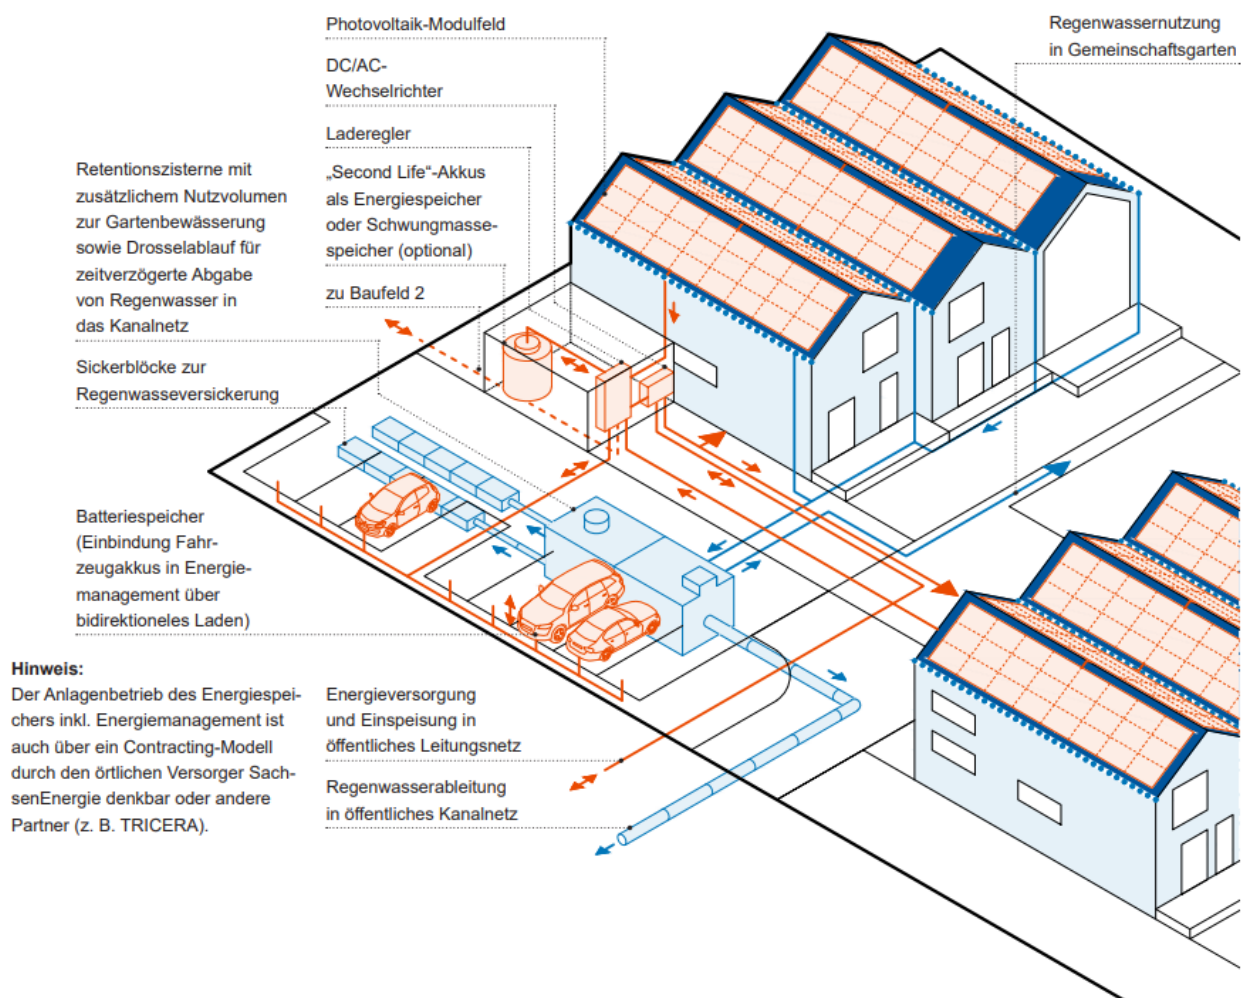 Photovoltaik-Modulfeld
DC/AC-
Wechselrichter
Laderegler
„Second Life“-Akkus
als Energiespeicher
oder Schwungmasse-
speicher (optional)
zu Baufeld 2
Regenwassernutzung
in Gemeinschaftsgarten
Retentionszisterne mit
zusätzlichem Nutzvolumen
zur Gartenbewässerung
sowie Drosselablauf für
zeitverzögerte Abgabe
von Regenwasser in
das Kanalnetz
Sickerblöcke zur
Regenwasseversickerung
Batteriespeicher
(Einbindung Fahr-
zeugakkus in Energie-
management über
bidirektioneles Laden)
Hinweis:
Der Anlagenbetrieb des Energiespei-
chers inkl. Energiemanagement ist
auch über ein Contracting-Modell
durch den örtlichen Versorger Sach-
senEnergie denkbar oder andere
Partner (z. B. TRICERA).
Energieversorgung
und Einspeisung in
öffentliches Leitungsnetz
Regenwasserableitung
in öffentliches Kanalnetz